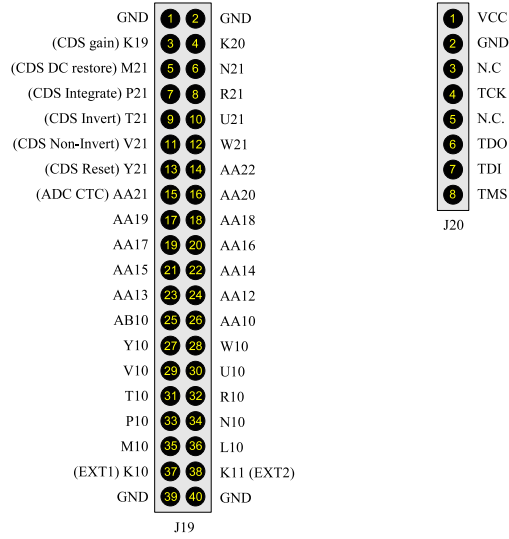 GND 1 2 GND
(CDS gain) K19 3 4 K20
(CDS DC restore) M21 5 6 N21
(CDS Integrate) P21 7 8 R21
(CDS Invert) T21 9 10 U21
(CDS Non-Invert) V21 11 12 W21
(CDS Reset) Y21 13 14 AA22
(ADC CTC) AA21 15 16 AA20
AA19 17 18 AA18
AA17 19 20 AA16
AA15 21 22 AA14
AA13 23 24 AA12
AB10 25 26 AA10
Y10 27 28 W10
V10 29 30 U10
T10 31 32 R10
P10 33 34 N10
M10 35 36 L10
(EXT1) K10 37 38 K11 (EXT2)
GND 39 40 GND
J19
1 VCC
2 GND
3 N.C
4 TCK
5 N.C.
6 TDO
7 TDI
8 TMS
J20